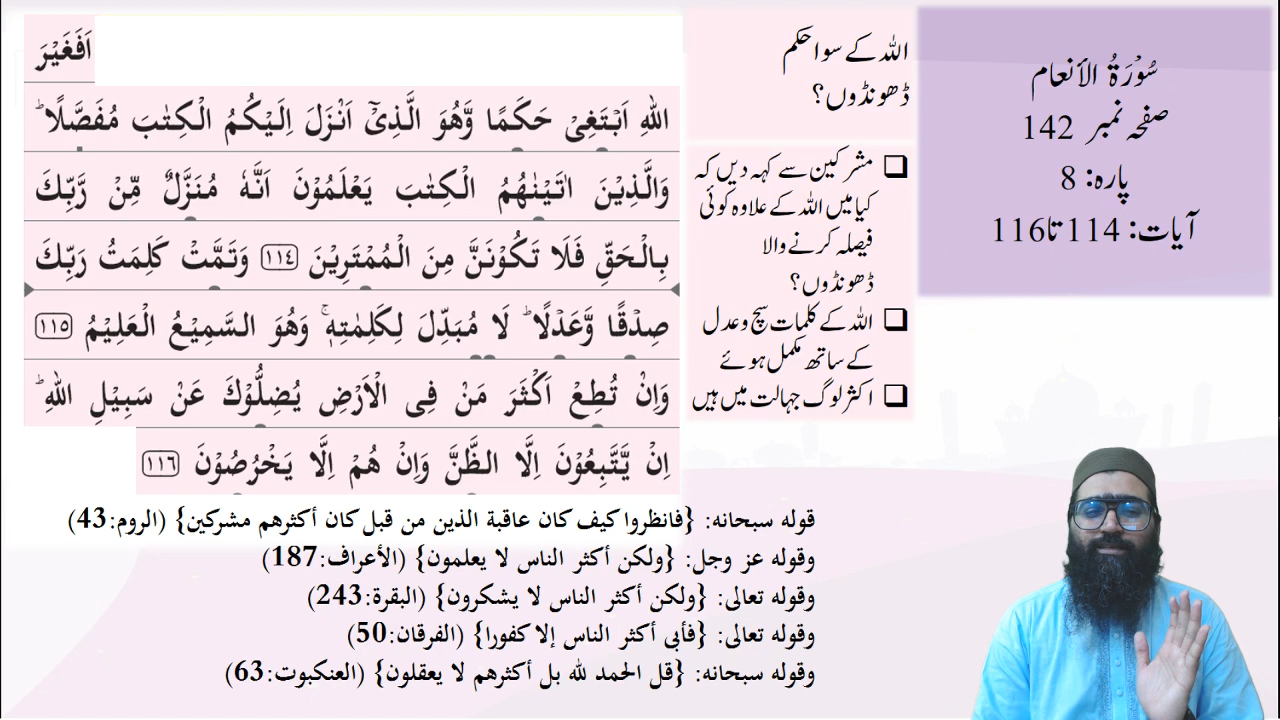 سُوْرَةُ الأنعام
صفحہ نمبر 142
پارہ: 8
آیات: 114 تا 116
اللہ کے سوا حکم
ڈھونڈوں؟
مشرکین سے کہہ دیں کہ
کیا میں اللہ کے علاوہ کوئی
فیصلہ کرنے والا
ڈھونڈوں؟
اللہ کے کلمات سچ و عدل
کے ساتھ مکمل ہوئے
اکثر لوگ جہالت میں ہیں
اَفَغَيْرَ
اللهِ اَبْتَغِيْ حَكَمًا وَّهُوَ الَّذِيْٓ اَنْزَلَ اِلَيْكُمُ الْكِتٰبَ مُفَصَّلًا ؕ
وَالَّذِيْنَ اٰتَيْنٰهُمُ الْكِتٰبَ يَعْلَمُوْنَ اَنَّهٗ مُنَزَّلٌ مِّنْ رَّبِّكَ
بِالْحَقِّ فَلَا تَكُوْنَنَّ مِنَ الْمُمْتَرِيْنَ ١١٤ وَتَمَّتْ كَلِمَتُ رَبِّكَ
صِدْقًا وَّعَدْلًا ؕ لَا مُبَدِّلَ لِكَلِمٰتِهٖ ۚ وَهُوَ السَّمِيْعُ الْعَلِيْمُ ١١٥
وَاِنْ تُطِعْ اَكْثَرَ مَنْ فِى الْاَرْضِ يُضِلُّوْكَ عَنْ سَبِيْلِ اللهِ ؕ
اِنْ يَّتَّبِعُوْنَ اِلَّا الظَّنَّ وَاِنْ هُمْ اِلَّا يَخْرُصُوْنَ ١١٦
قوله سبحانه: {فانظروا كيف كان عاقبة الذين من قبل كان أكثرهم مشركين} (الروم:43)
وقوله عز وجل: {ولكن أكثر الناس لا يعلمون} (الأعراف:187)
وقوله تعالى: {ولكن أكثر الناس لا يشكرون} (البقرة:243)
وقوله تعالى: {فأبى أكثر الناس إلا كفورا} (الفرقان:50)
وقوله سبحانه: {قل الحمد لله بل أكثرهم لا يعقلون} (العنكبوت:63)